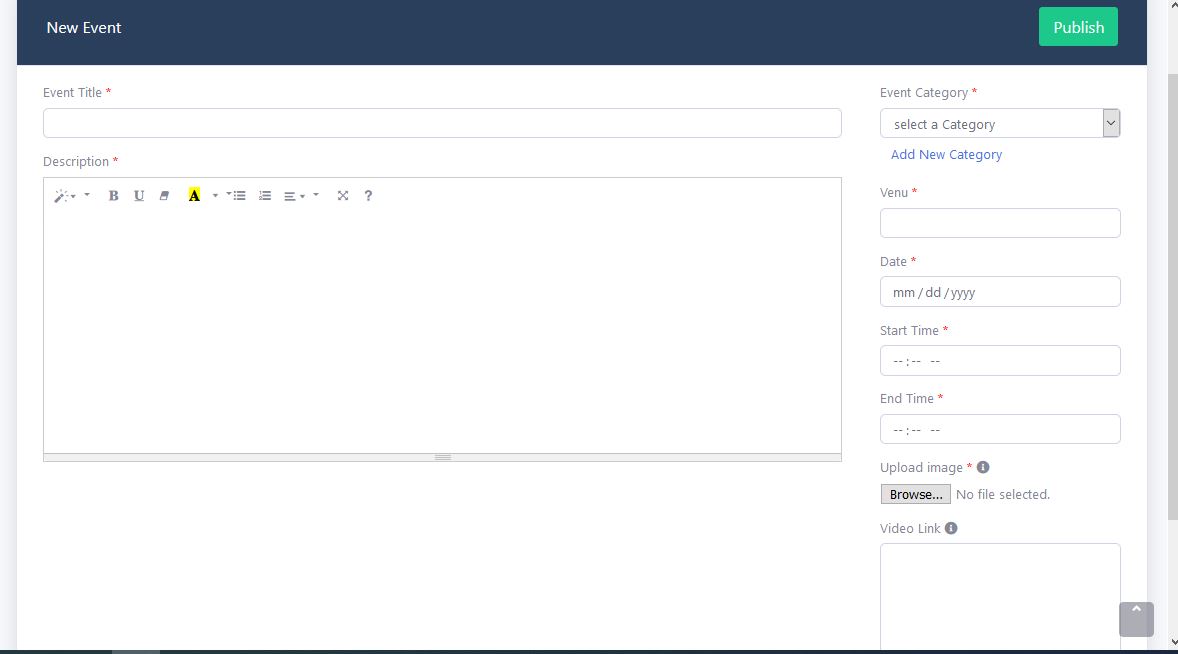 New Event
Publish
Event Title *
Description *
B U A ?
Event Category *
select a Category
Add New Category
Venu *
Date *
mm / dd / yyyy
Start Time *
-- : -- --
End Time *
-- : -- --
Upload image *
Browse... No file selected.
Video Link